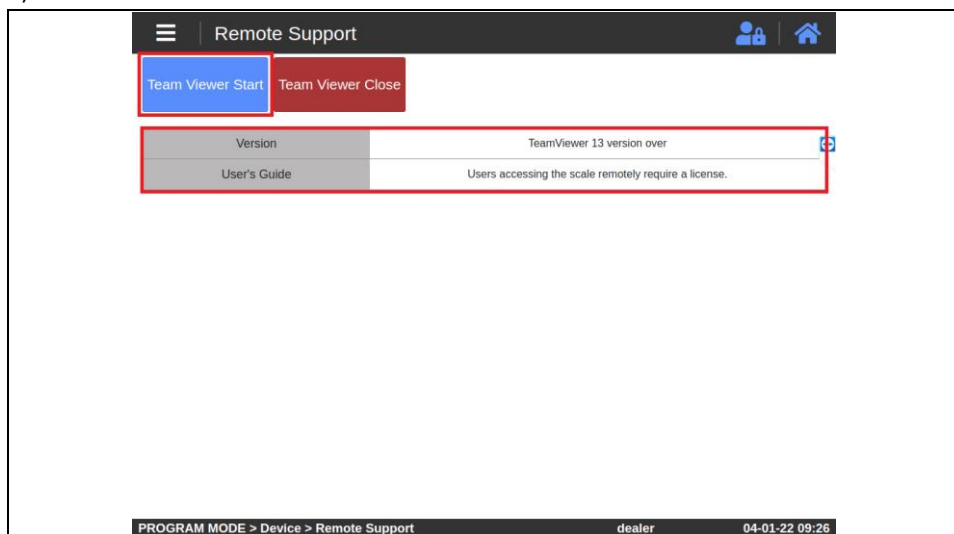 Remote Support
Team Viewer Start Team Viewer Close
Version TeamViewer 13 version over
User's Guide Users accessing the scale remotely require a license.
PROGRAM MODE > Device > Remote Support dealer 04-01-22 09:26